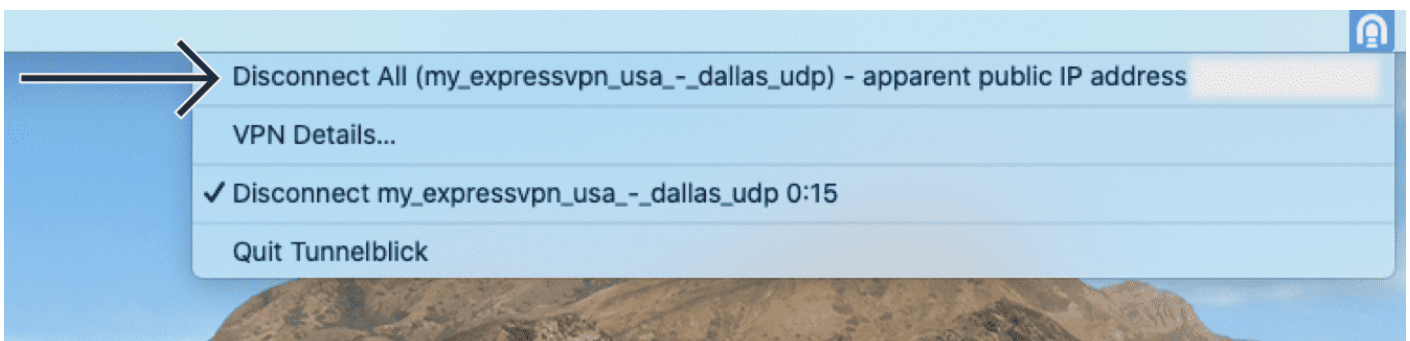 Disconnect All (my_expressvpn_usa_-_dallas_udp) - apparent public IP address
VPN Details...
Disconnect my_expressvpn_usa_-_dallas_udp 0:15
Quit Tunnelblick